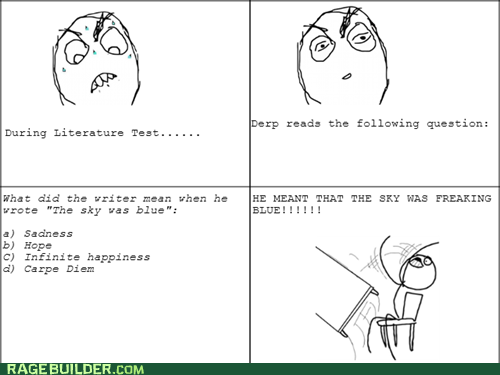 During Literature Test......
Derp reads the following question:
What did the writer mean when he
wrote "The sky was blue":
a) Sadness
b) Hope
C) Infinite happiness
d) Carpe Diem
HE MEANT THAT THE SKY WAS FREAKING
BLUE!!!!!!
RAGEBUILDER.COM